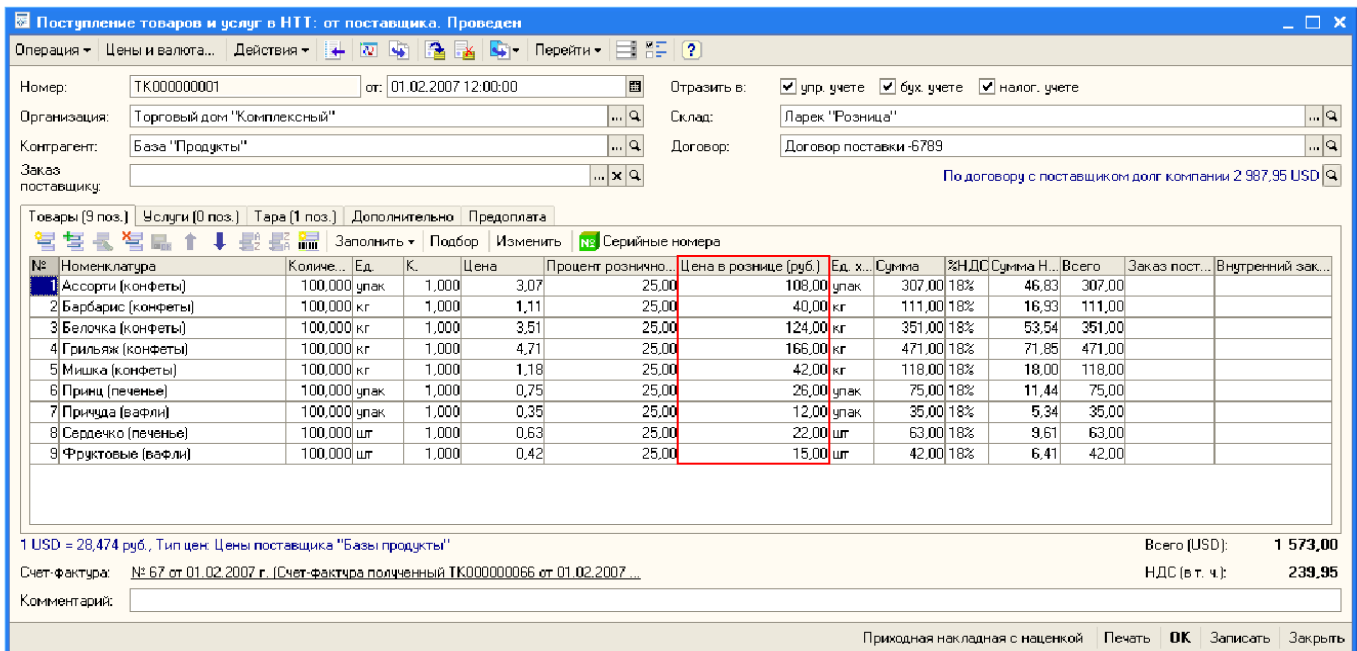 Поступление товаров и услуг в НТТ: от поставщика. Проведен
Операция Цены и валюта... Действия Перейти
Номер: ТК000000001 от: 01.02.2007 12:00:00 Отразить в: упр. учете бух. учете налог. учете
Организация: Торговый дом "Комплексный" Склад: Ларек "Розница"
Контрагент: База "Продукты" Договор: Договор поставки -6789
Заказ поставщику: По договору с поставщиком долг компании 2 987,95 USD
Товары (9 поз.) Услуги (0 поз.) Тара (1 поз.) Дополнительно Предоплата
Заполнить Подбор Изменить № Серийные номера
№ Номенклатура Количе... Ед. К. Цена Процент рознично... Цена в рознице (руб.) Ед. х... Сумма %НДС Сумма Н... Всего Заказ пост... Внутренний зак...
1 Ассорти (конфеты) 100,000 упак 1,000 3,07 25,00 108,00 упак 307,00 18% 46,83 307,00
2 Барбарис (конфеты) 100,000 кг 1,000 1,11 25,00 40,00 кг 111,00 18% 16,93 111,00
3 Белочка (конфеты) 100,000 кг 1,000 3,51 25,00 124,00 кг 351,00 18% 53,54 351,00
4 Грильяж (конфеты) 100,000 кг 1,000 4,71 25,00 166,00 кг 471,00 18% 71,85 471,00
5 Мишка (конфеты) 100,000 кг 1,000 1,18 25,00 42,00 кг 118,00 18% 18,00 118,00
6 Принц (печенье) 100,000 упак 1,000 0,75 25,00 26,00 упак 75,00 18% 11,44 75,00
7 Причуда (вафли) 100,000 упак 1,000 0,35 25,00 12,00 упак 35,00 18% 5,34 35,00
8 Сердечко (печенье) 100,000 шт 1,000 0,63 25,00 22,00 шт 63,00 18% 9,61 63,00
9 Фруктовые (вафли) 100,000 шт 1,000 0,42 25,00 15,00 шт 42,00 18% 6,41 42,00
1 USD = 28,474 руб., Тип цен: Цены поставщика "Базы продукты" Всего (USD): 1 573,00
Счет-фактура: № 67 от 01.02.2007 г. (Счет-фактура полученный ТК000000066 от 01.02.2007 ... НДС (в т. ч.): 239,95
Комментарий:
Приходная накладная с наценкой Печать OK Записать Закрыть